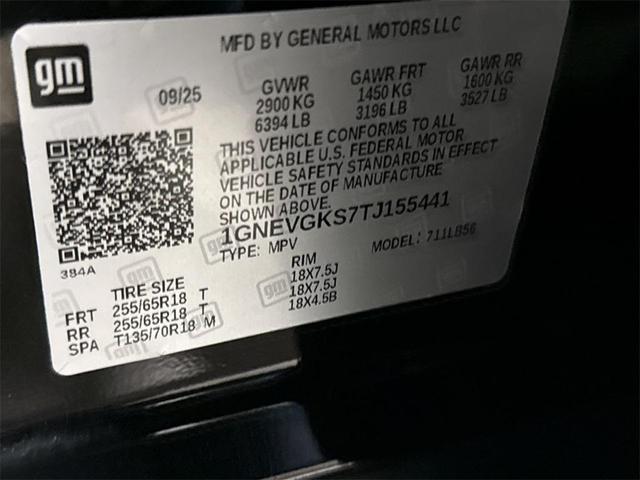 gm
MFD BY GENERAL MOTORS LLC
09/25
GVWR GAWR FRT GAWR RR
2900 KG 1450 KG 1600 KG
6394 LB 3196 LB 3527 LB
THIS VEHICLE CONFORMS TO ALL
APPLICABLE U.S. FEDERAL MOTOR
VEHICLE SAFETY STANDARDS IN EFFECT
ON THE DATE OF MANUFACTURE
SHOWN ABOVE.
1GNEVGKS7TJ155441
TYPE: MPV MODEL: 711LB56
384A
TIRE SIZE RIM
FRT 255/65R18 T 18X7.5J
RR 255/65R18 T 18X7.5J
SPA T135/70R18 M 18X4.5B